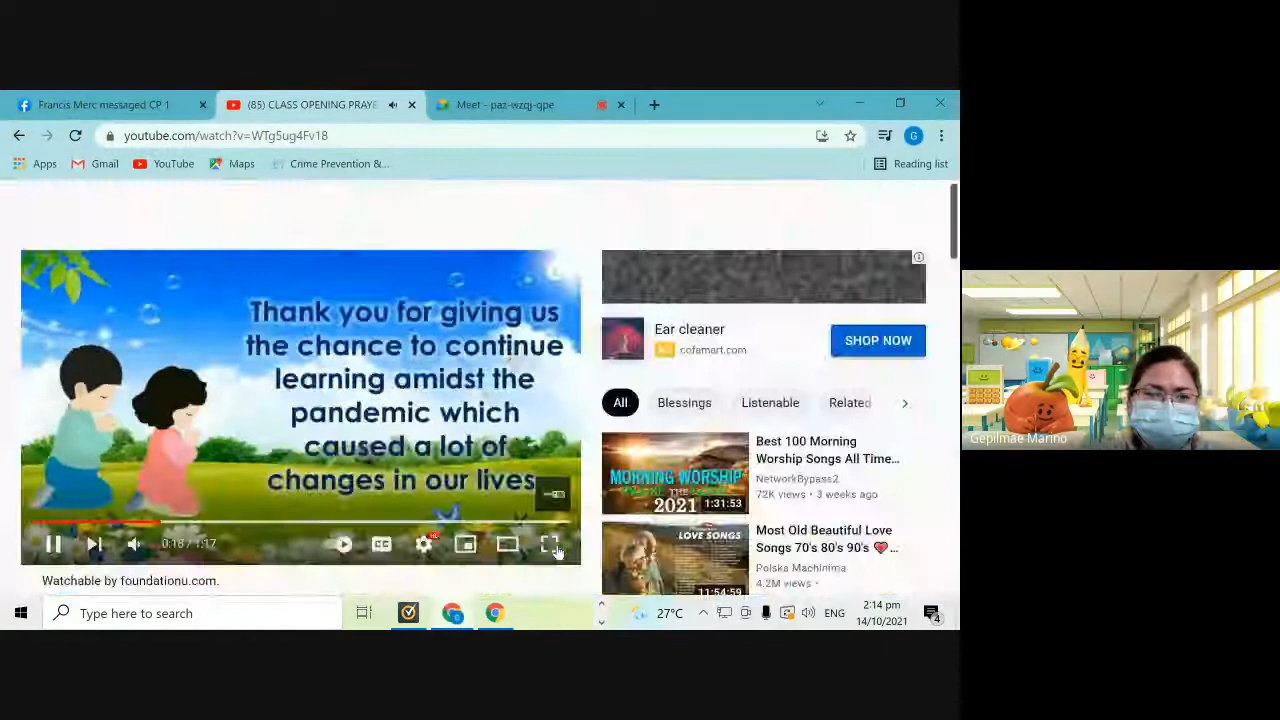 Francis Merc messaged CP 1
(85) CLASS OPENING PRAYE
Meet - paz-wzqj-qpe
youtube.com/watch?v=WTg5ug4Fv18
Apps
Gmail
YouTube
Maps
Crime Prevention &...
Reading list
Thank you for giving us
the chance to continue
learning amidst the
pandemic which
caused a lot of
changes in our lives
0:18 / 1:17
CC
HD
Watchable by foundationu.com.
Ear cleaner
Ad
cofamart.com
SHOP NOW
All
Blessings
Listenable
Related
MORNING WORSHIP
2021
1:31:53
Best 100 Morning
Worship Songs All Time...
NetworkBypass2
72K views • 3 weeks ago
LOVE SONGS
11:54:59
Most Old Beautiful Love
Songs 70's 80's 90's ❤...
Polska Machinima
4.2M views •
Gepilmae Marino
Type here to search
27°C
ENG
2:14 pm
14/10/2021
4